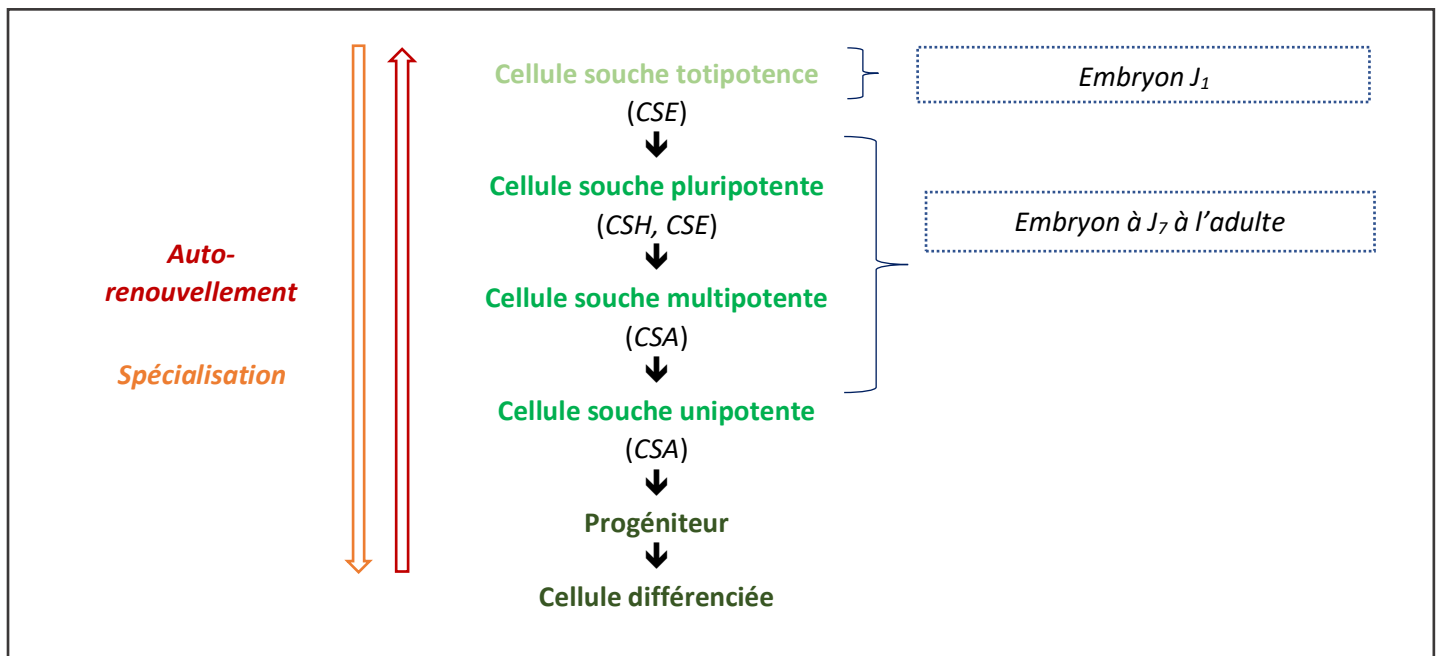 Cellule souche totipotence
(CSE)
Embryon J₁
Cellule souche pluripotente
(CSH, CSE)
Embryon à J₇ à l’adulte
Auto-
renouvellement
Cellule souche multipotente
(CSA)
Spécialisation
Cellule souche unipotente
(CSA)
Progéniteur
Cellule différenciée